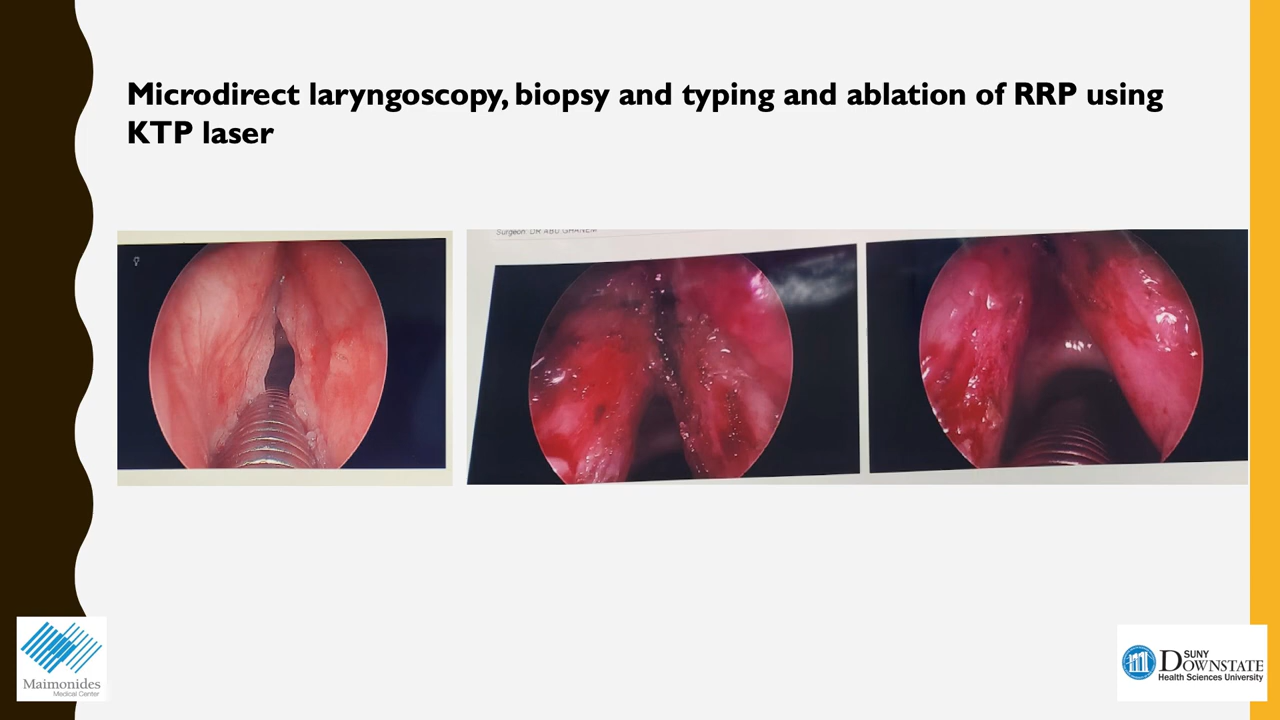 Microdirect laryngoscopy, biopsy and typing and ablation of RRP using
KTP laser
Surgeon: DR ABU GHANEM
Maimonides
Medical Center
SUNY
DOWNSTATE
Health Sciences University